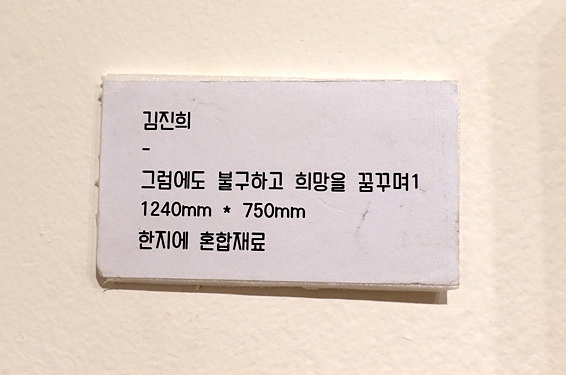 김진희
-
그럼에도 불구하고 희망을 꿈꾸며1
1240mm * 750mm
한지에 혼합재료